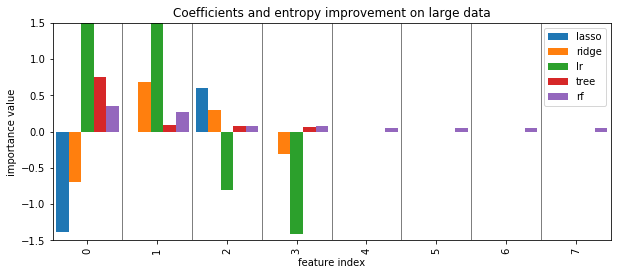 Coefficients and entropy improvement on large data
1.5
1.0
0.5
0.0
−0.5
−1.0
−1.5
importance value
lasso
ridge
lr
tree
rf
0 1 2 3 4 5 6 7
feature index